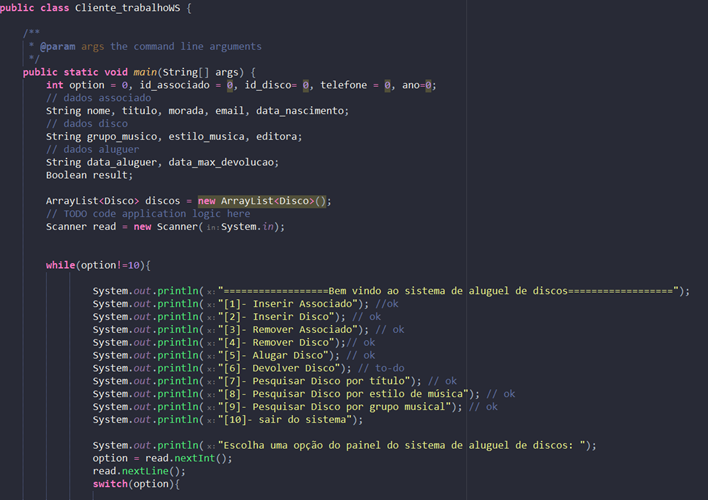 public class Cliente_trabalhoWS {
/**
* @param args the command line arguments
*/
public static void main(String[] args) {
int option = 0, id_associado = 0, id_disco= 0, telefone = 0, ano=0;
// dados associado
String nome, titulo, morada, email, data_nascimento;
// dados disco
String grupo_musico, estilo_musica, editora;
// dados aluguer
String data_aluguer, data_max_devolucao;
Boolean result;
ArrayList<Disco> discos = new ArrayList<Disco>();
// TODO code application logic here
Scanner read = new Scanner( in: System.in);
while(option!=10){
System.out.println( x: "==================Bem vindo ao sistema de aluguel de discos==================");
System.out.println( x: "[1]- Inserir Associado"); //ok
System.out.println( x: "[2]- Inserir Disco"); // ok
System.out.println( x: "[3]- Remover Associado"); // ok
System.out.println( x: "[4]- Remover Disco");// ok
System.out.println( x: "[5]- Alugar Disco"); // ok
System.out.println( x: "[6]- Devolver Disco"); // to-do
System.out.println( x: "[7]- Pesquisar Disco por título"); // ok
System.out.println( x: "[8]- Pesquisar Disco por estilo de música"); // ok
System.out.println( x: "[9]- Pesquisar Disco por grupo musical"); // ok
System.out.println( x: "[10]- sair do sistema");
System.out.println( x: "Escolha uma opção do painel do sistema de aluguel de discos: ");
option = read.nextInt();
read.nextLine();
switch(option){